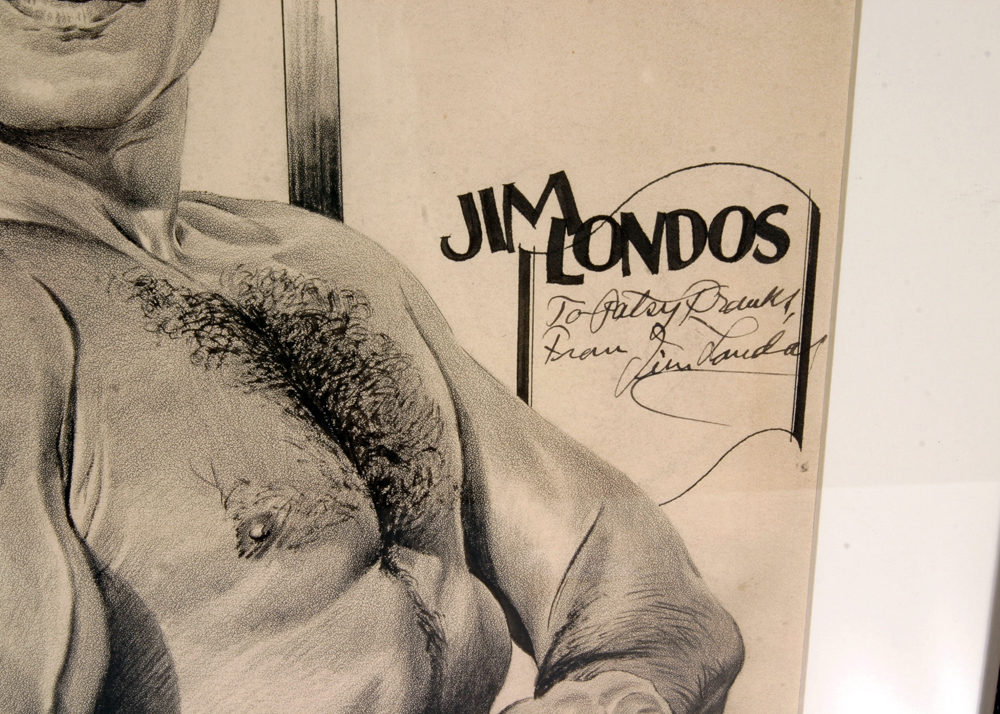 JIM LONDOS
To Patsy Franks,
From Jim Londos